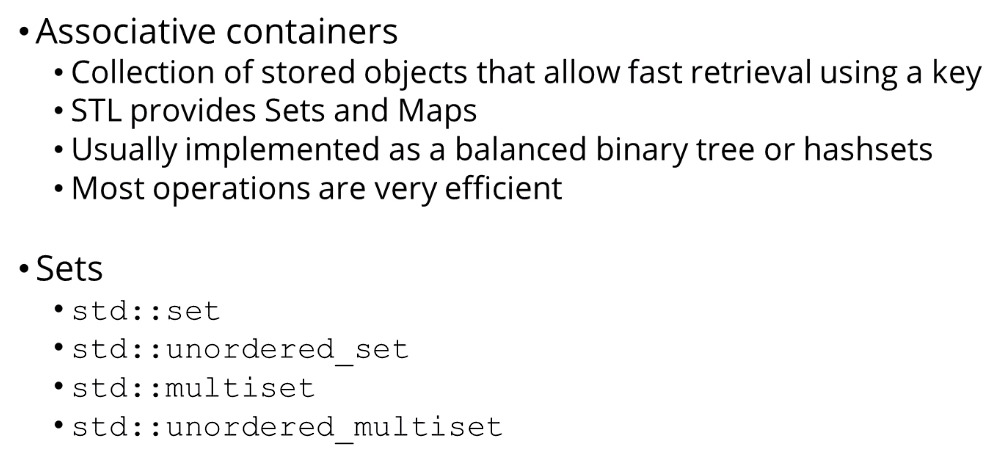 • Associative containers
• Collection of stored objects that allow fast retrieval using a key
• STL provides Sets and Maps
• Usually implemented as a balanced binary tree or hashsets
• Most operations are very efficient
• Sets
• std::set
• std::unordered_set
• std::multiset
• std::unordered_multiset